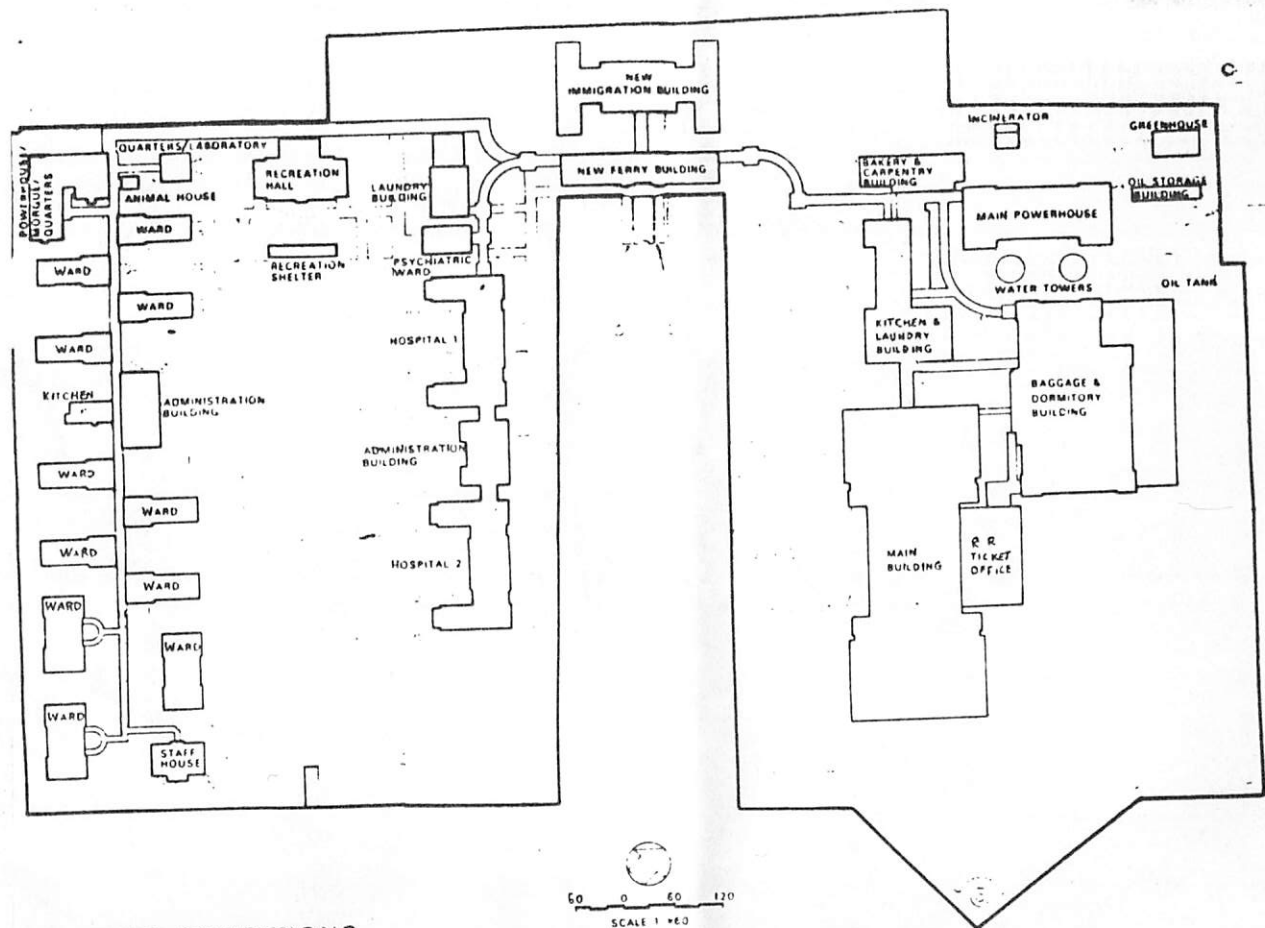 NEW
IMMIGRATION BUILDING
C
INCINERATOR
GREENHOUSE
QUARTERS/LABORATORY
RECREATION
HALL
LAUNDRY
BUILDING
NEW FERRY BUILDING
BAKERY &
CARPENTRY
BUILDING
OIL STORAGE
BUILDING
POWERHOUSE/
MORGUE/
QUARTERS
ANIMAL HOUSE
MAIN POWERHOUSE
WARD
RECREATION
SHELTER
PSYCHIATRIC
WARD
WARD
WATER TOWERS
OIL TANK
WARD
HOSPITAL 1
KITCHEN &
LAUNDRY
BUILDING
WARD
KITCHEN
ADMINISTRATION
BUILDING
BAGGAGE &
DORMITORY
BUILDING
ADMINISTRATION
BUILDING
WARD
WARD
WARD
HOSPITAL 2
MAIN
BUILDING
R R
TICKET
OFFICE
WARD
WARD
WARD
WARD
STAFF
HOUSE
60 0 60 120